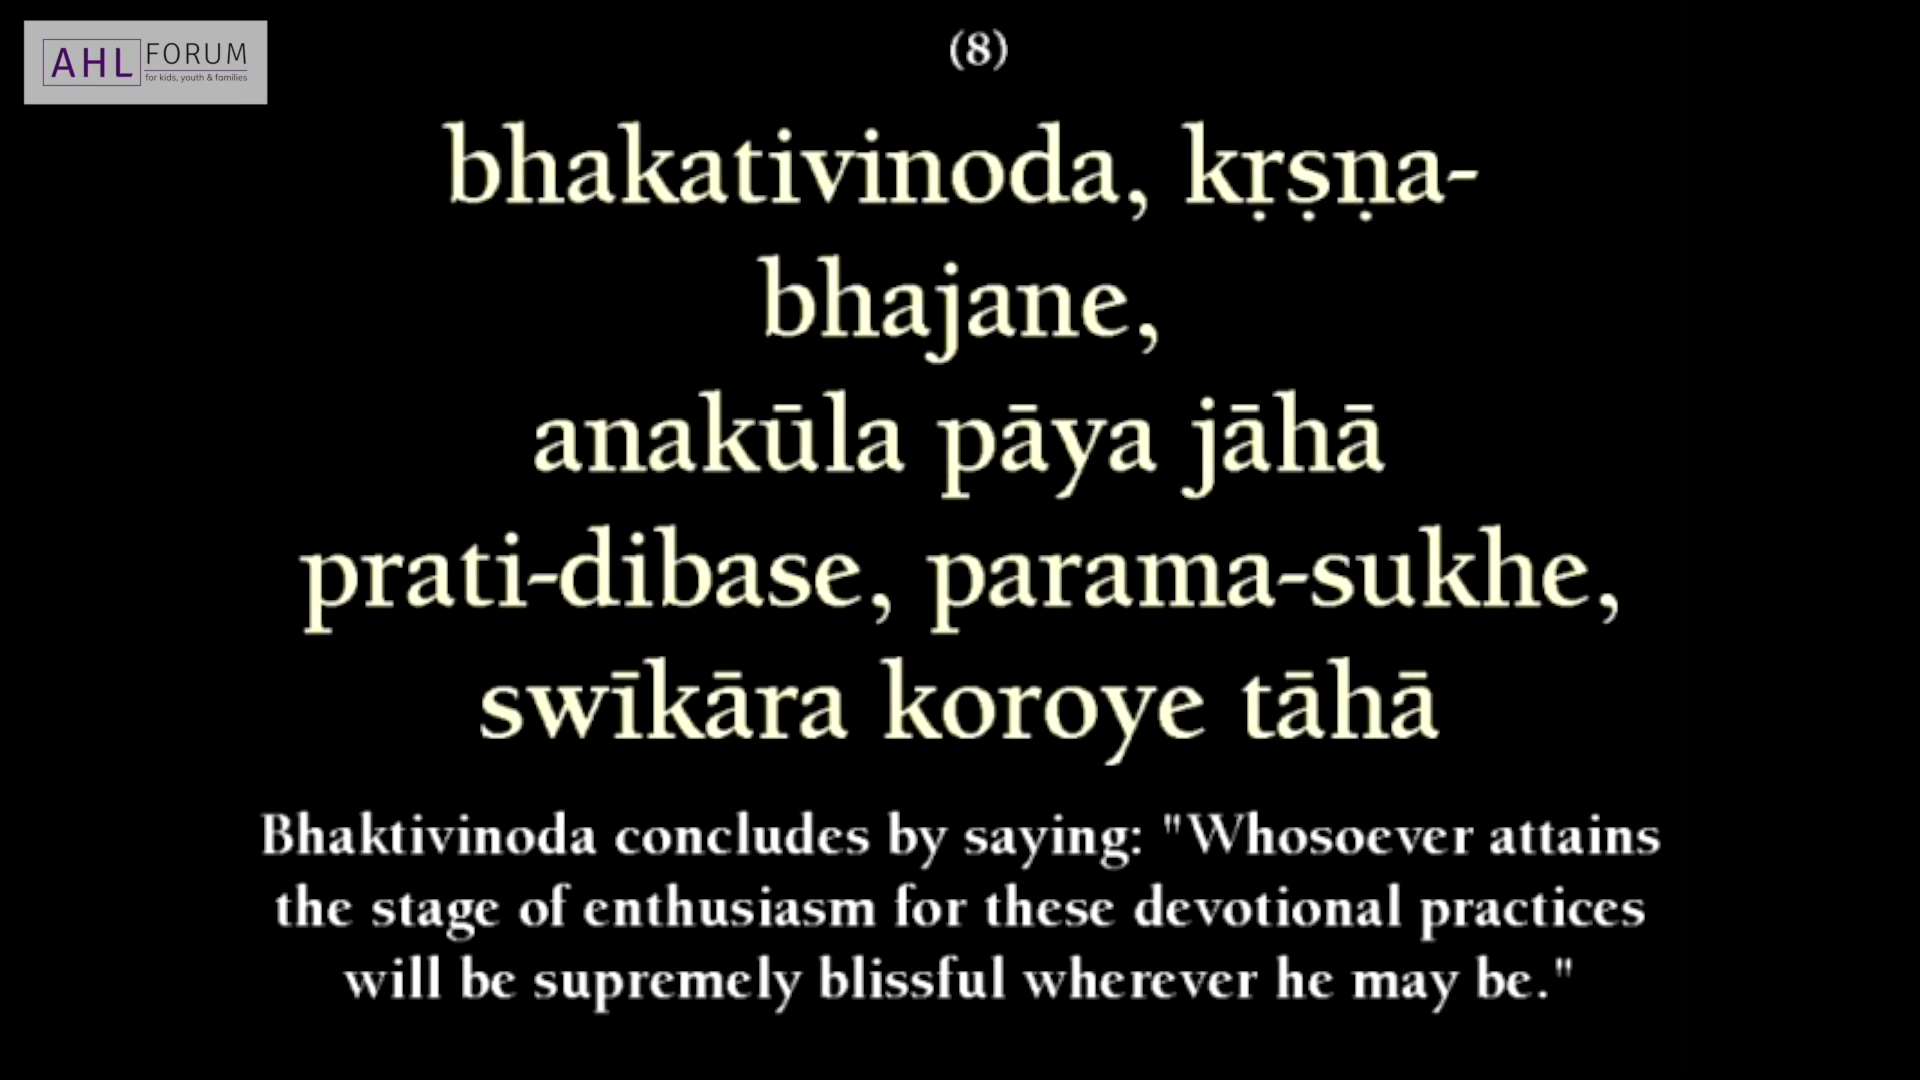 AHL FORUM
for kids, youth & families
(8)
bhakativinoda, kṛṣṇa-
bhajane,
anakūla pāya jāhā
prati-dibase, parama-sukhe,
swīkāra koroye tāhā
Bhaktivinoda concludes by saying: "Whosoever attains
the stage of enthusiasm for these devotional practices
will be supremely blissful wherever he may be."